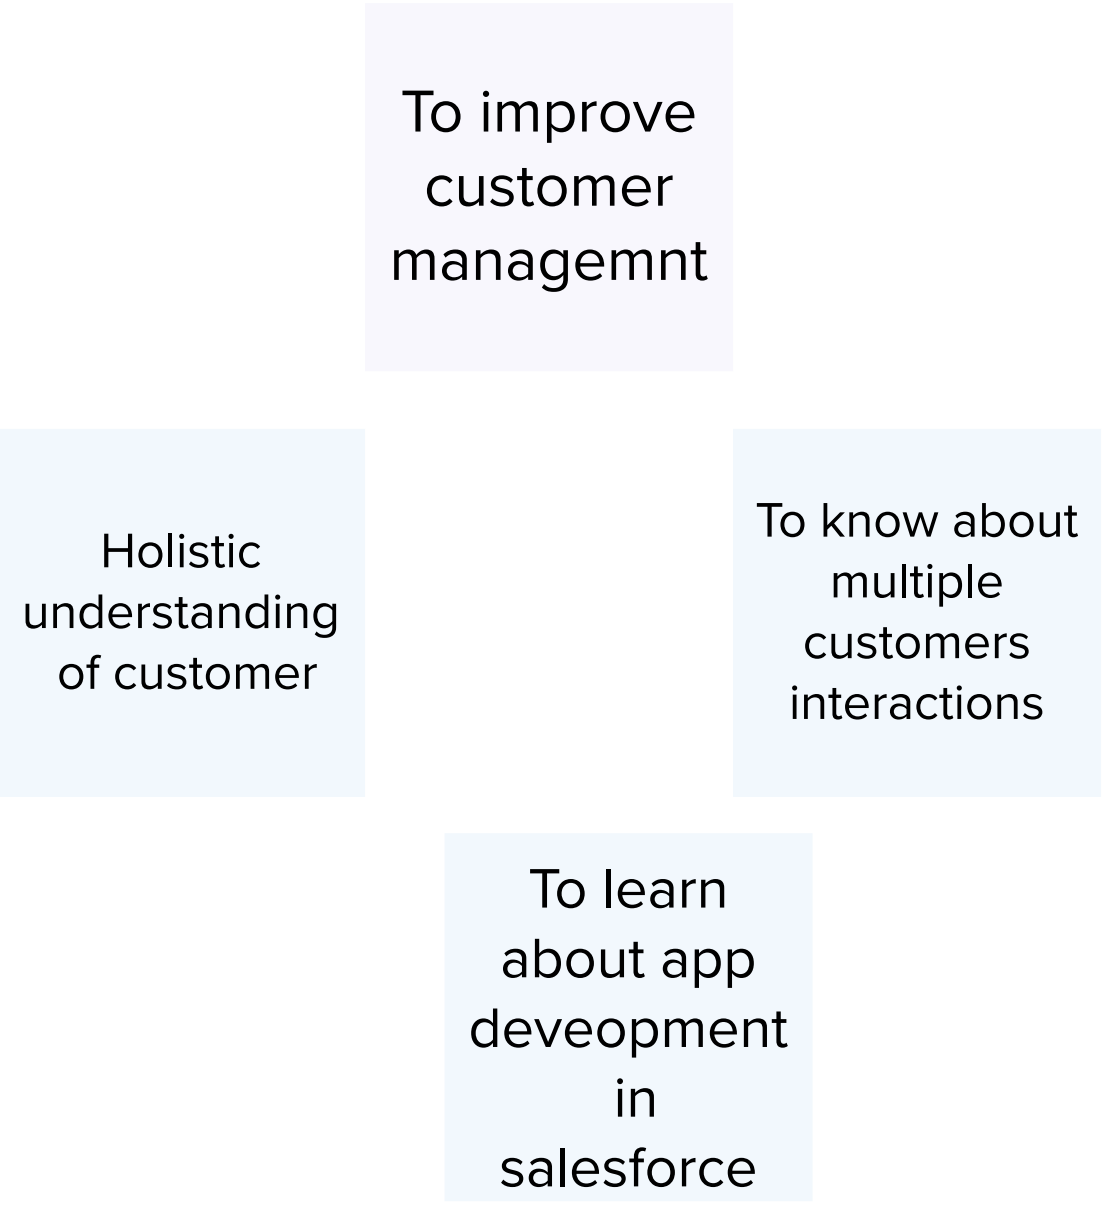 To improve
customer
managemnt
Holistic
understanding
of customer
To know about
multiple
customers
interactions
To learn
about app
deveopment
in
salesforce